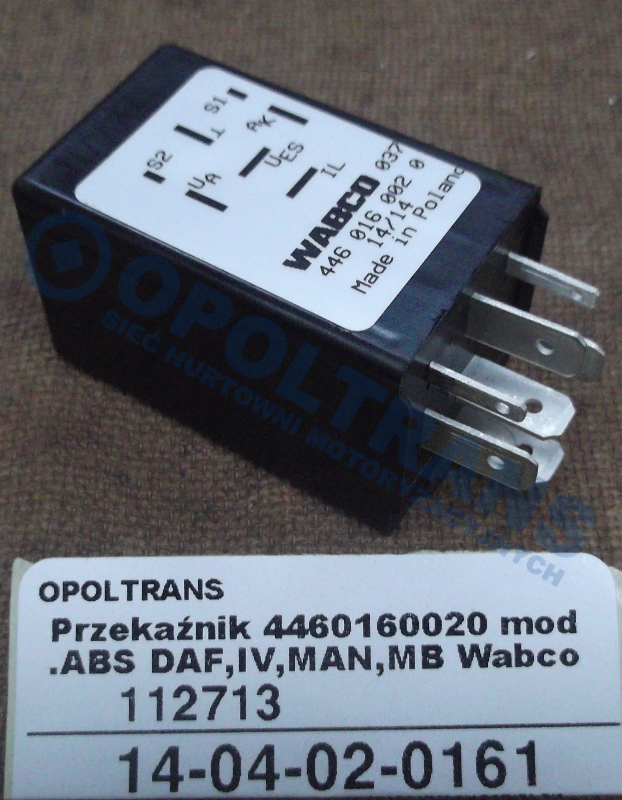 S1
AK
⊥
S2
UES
UA
IL
WABCO 037
446 016 002 0
14/14
Made in Poland
OPOLTRANS
SIEĆ HURTOWNI MOTORYZACYJNYCH
OPOLTRANS
Przekaźnik 4460160020 mod
.ABS DAF,IV,MAN,MB Wabco
112713
14-04-02-0161